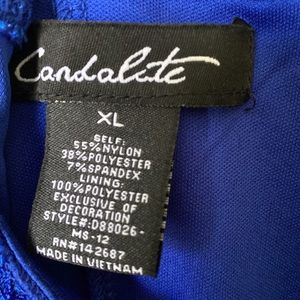 Candalite
XL
SELF:
55%NYLON
38%POLYESTER
7%SPANDEX
LINING:
100%POLYESTER
EXCLUSIVE OF
DECORATION
STYLE#:D88026-
MS-12
RN#142687
MADE IN VIETNAM